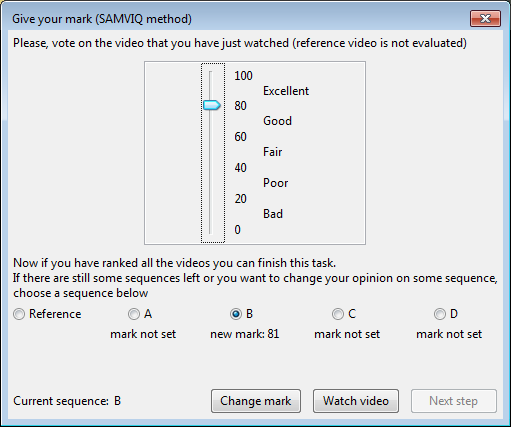 Give your mark (SAMVIQ method)
Please, vote on the video that you have just watched (reference video is not evaluated)
100
Excellent
80
Good
60
Fair
40
Poor
20
Bad
0
Now if you have ranked all the videos you can finish this task.
If there are still some sequences left or you want to change your opinion on some sequence,
choose a sequence below
Reference A B C D
mark not set new mark: 81 mark not set mark not set
Current sequence: B Change mark Watch video Next step